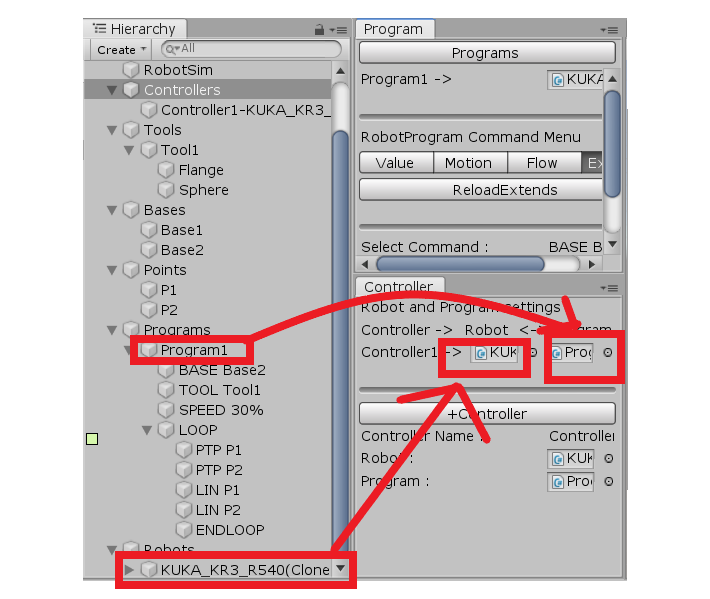 Hierarchy
Create
All
RobotSim
Controllers
Controller1-KUKA_KR3_
Tools
Tool1
Flange
Sphere
Bases
Base1
Base2
Points
P1
P2
Programs
Program1
BASE Base2
TOOL Tool1
SPEED 30%
LOOP
PTP P1
PTP P2
LIN P1
LIN P2
ENDLOOP
Robots
KUKA_KR3_R540(Clone
Program
Programs
Program1 -> KUKA
RobotProgram Command Menu
Value Motion Flow Ex
ReloadExtends
Select Command : BASE B
Controller
Robot and Program settings
Controller -> Robot <-> Program
Controller1 -> KUK Prog
+Controller
Controller Name : Controller
Robot : KUK
Program : Pro